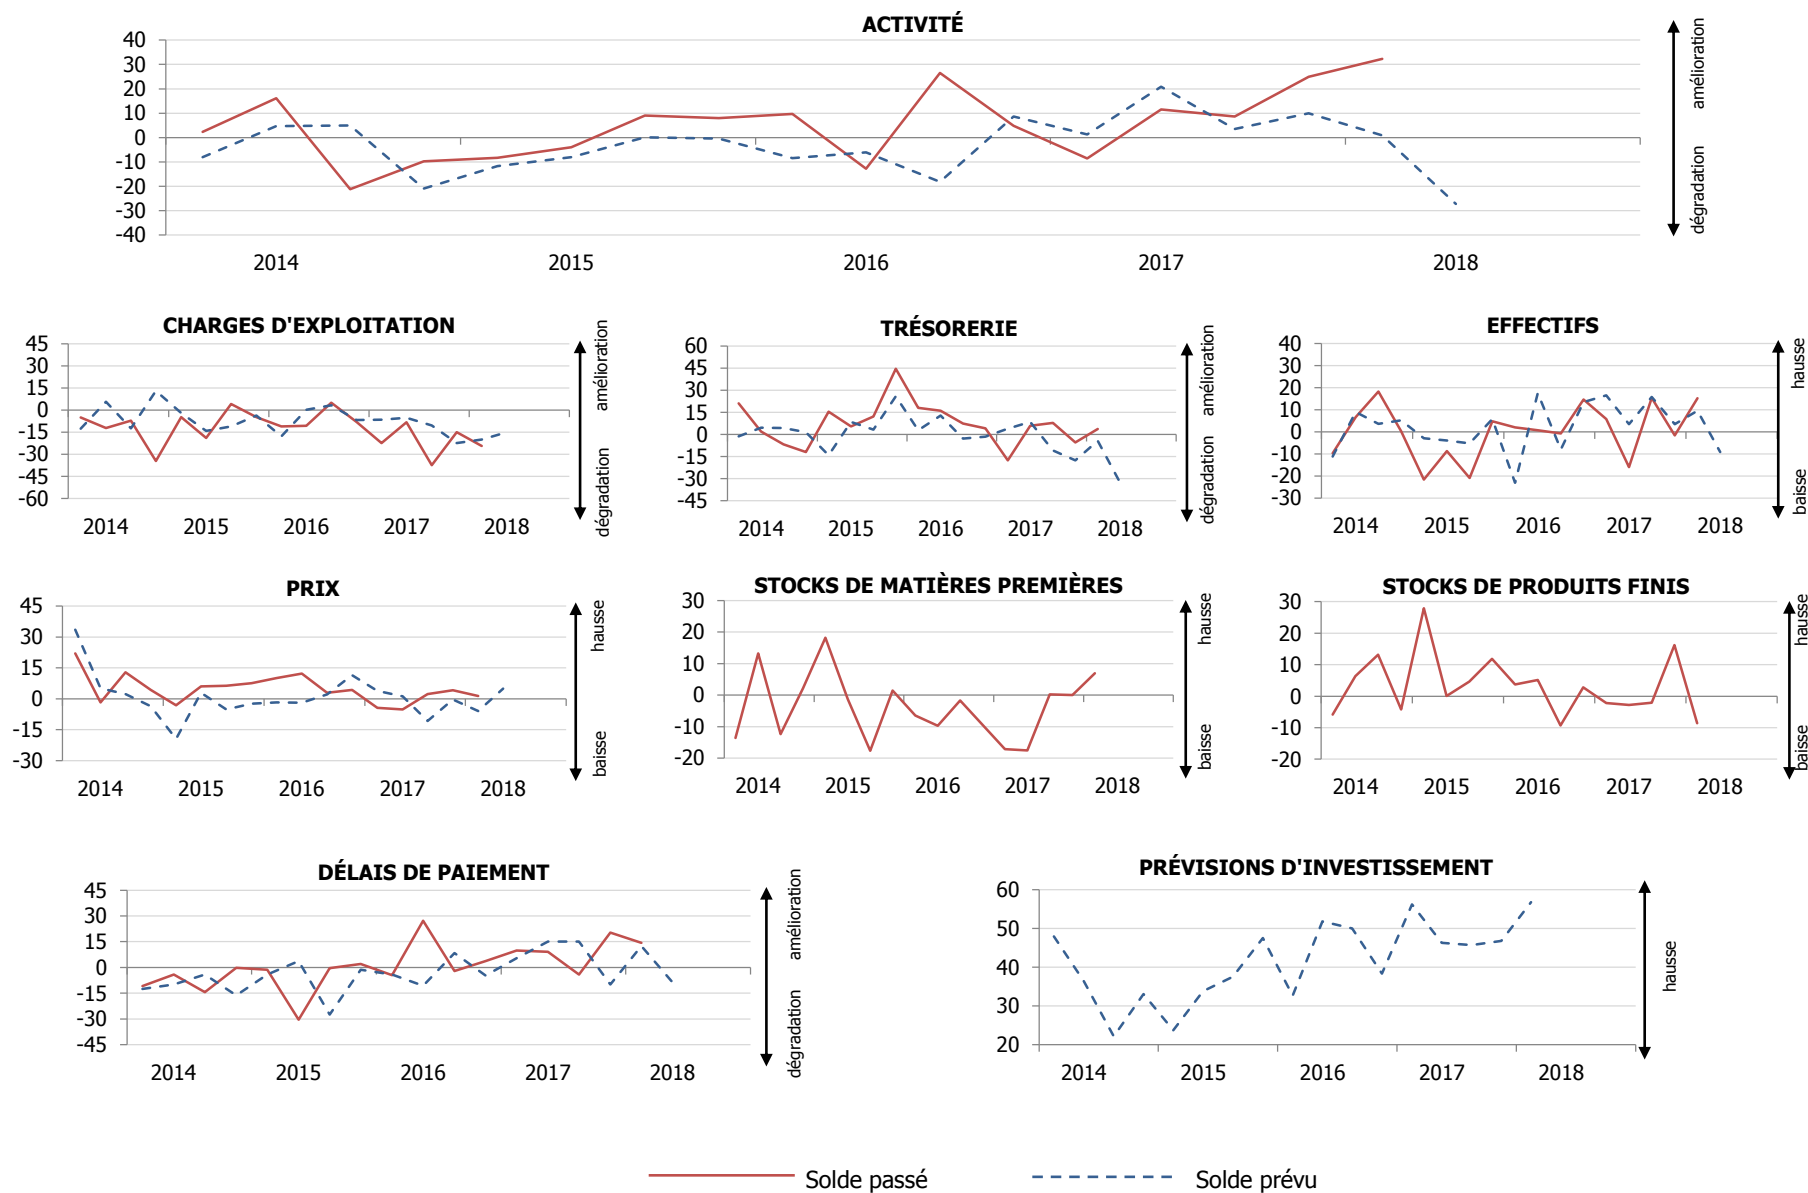 ACTIVITÉ
40
30
20
10
0
-10
-20
-30
-40
2014 2015 2016 2017 2018
amélioration
dégradation
CHARGES D'EXPLOITATION
45
30
15
0
-15
-30
-45
-60
2014 2015 2016 2017 2018
amélioration
dégradation
TRÉSORERIE
60
45
30
15
0
-15
-30
-45
2014 2015 2016 2017 2018
amélioration
dégradation
EFFECTIFS
40
30
20
10
0
-10
-20
-30
2014 2015 2016 2017 2018
hausse
baisse
PRIX
45
30
15
0
-15
-30
2014 2015 2016 2017 2018
hausse
baisse
STOCKS DE MATIÈRES PREMIÈRES
30
20
10
0
-10
-20
2014 2015 2016 2017 2018
hausse
baisse
STOCKS DE PRODUITS FINIS
30
20
10
0
-10
-20
2014 2015 2016 2017 2018
hausse
baisse
DÉLAIS DE PAIEMENT
45
30
15
0
-15
-30
-45
2014 2015 2016 2017 2018
amélioration
dégradation
PRÉVISIONS D'INVESTISSEMENT
60
50
40
30
20
2014 2015 2016 2017 2018
hausse
Solde passé Solde prévu